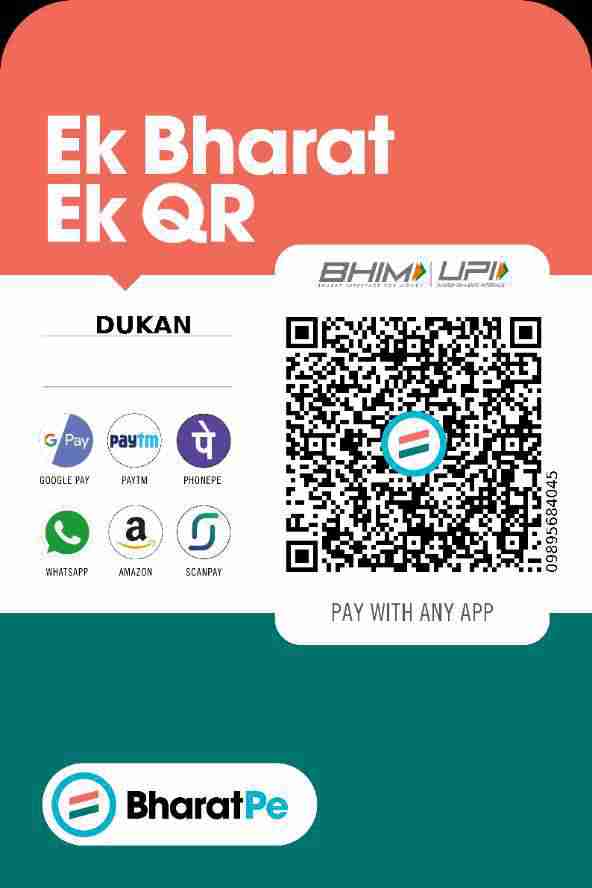 Ek Bharat
Ek QR
BHIM UPI
DUKAN
G Pay
paytm
पे
GOOGLE PAY
PAYTM
PHONEPE
a
WHATSAPP
AMAZON
SCANPAY
09895684045
PAY WITH ANY APP
BharatPe